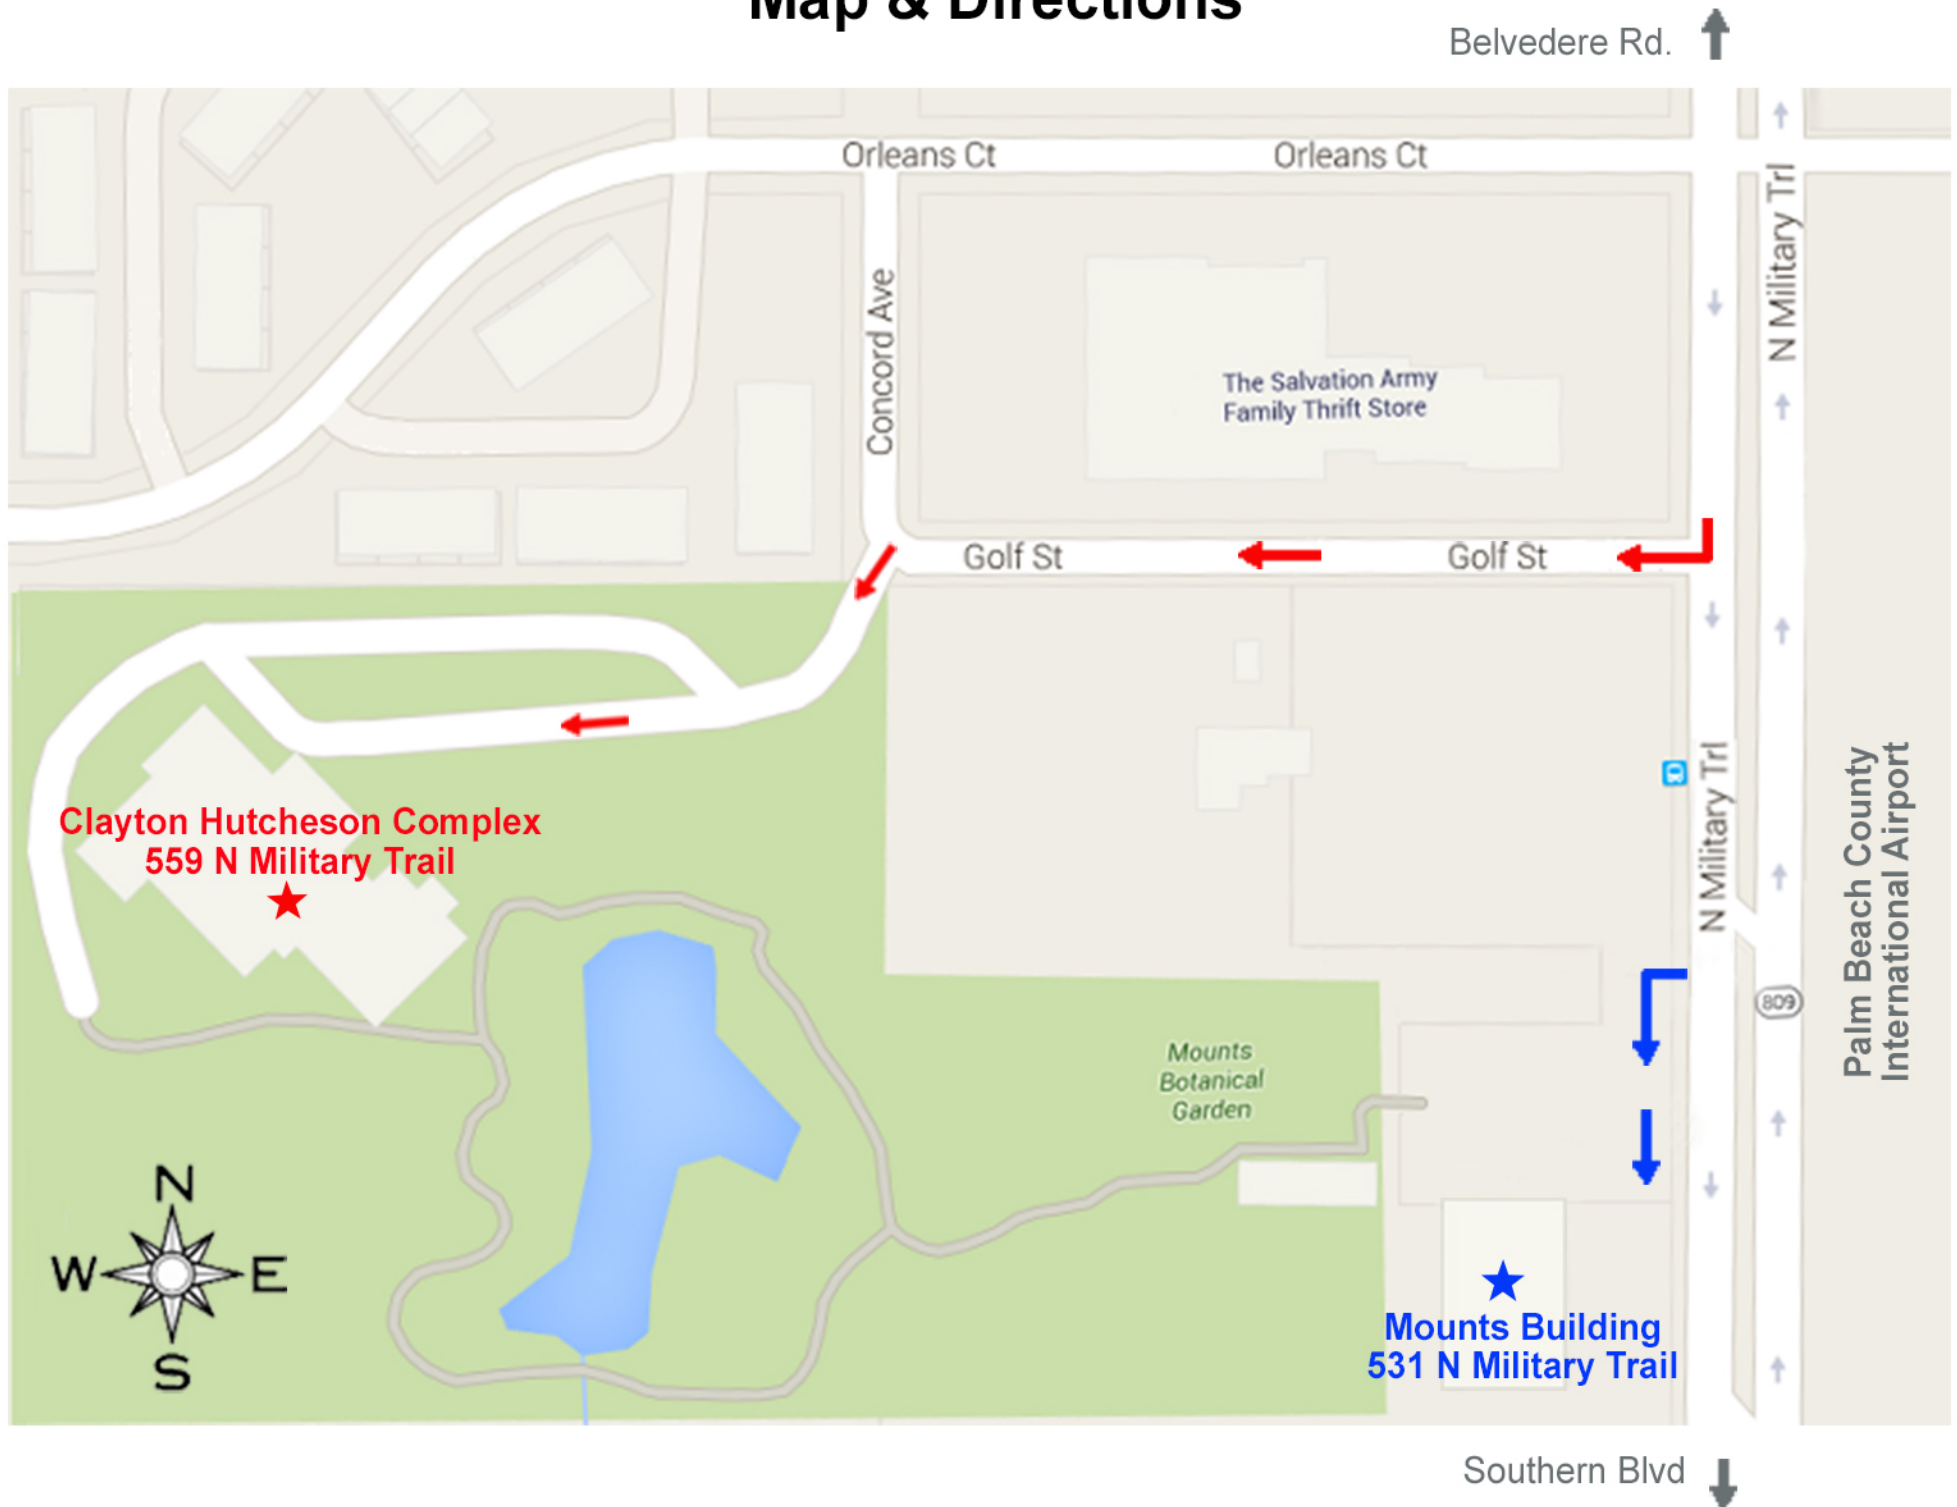 Map & Directions
Belvedere Rd.
Orleans Ct
Orleans Ct
N Military Trl
Concord Ave
The Salvation Army
Family Thrift Store
Golf St
Golf St
N Military Trl
Palm Beach County
International Airport
Clayton Hutcheson Complex
559 N Military Trail
809
Mounts
Botanical
Garden
N
W
E
S
Mounts Building
531 N Military Trail
Southern Blvd